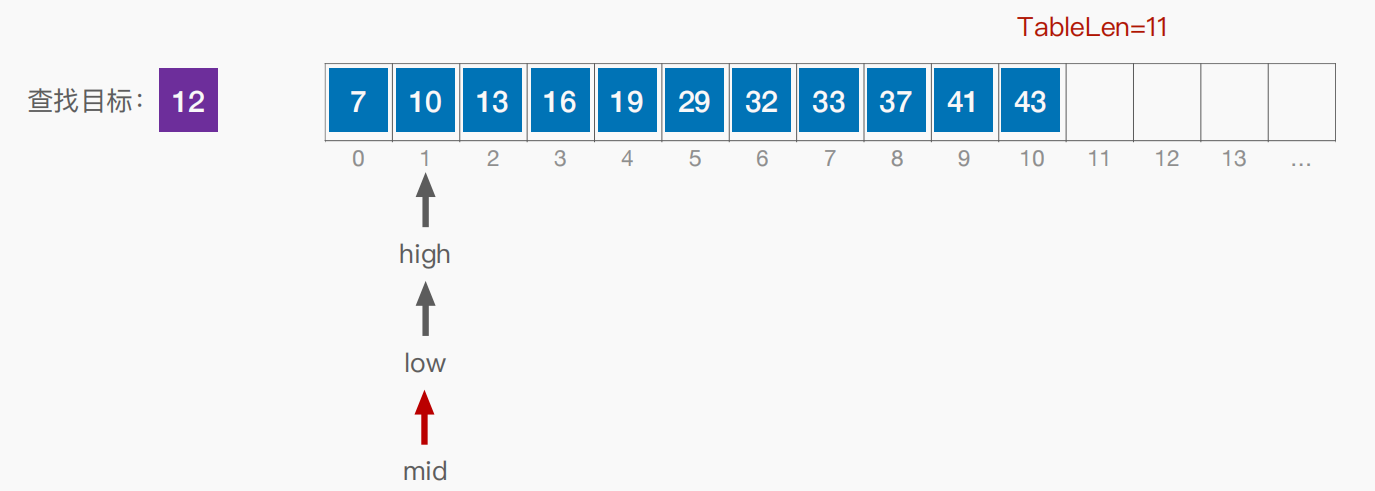 TableLen=11
查找目标： 12 7 10 13 16 19 29 32 33 37 41 43
0 1 2 3 4 5 6 7 8 9 10 11 12 13 ...
high
low
mid